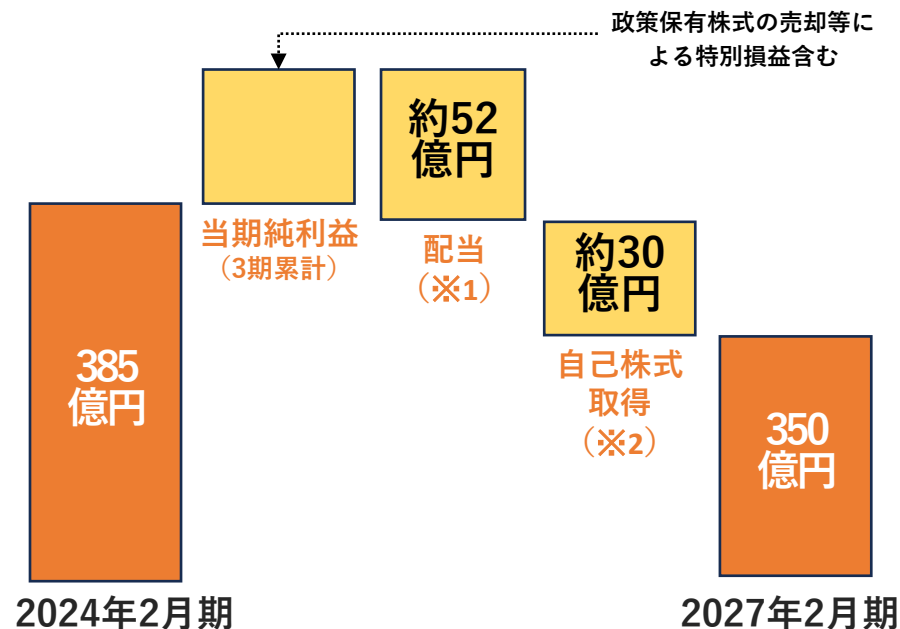 政策保有株式の売却等に
よる特別損益含む
約52
億円
当期純利益
（3期累計）
配当
（※1）
約30
億円
自己株式
取得
（※2）
385
億円
350
億円
2024年2月期
2027年2月期